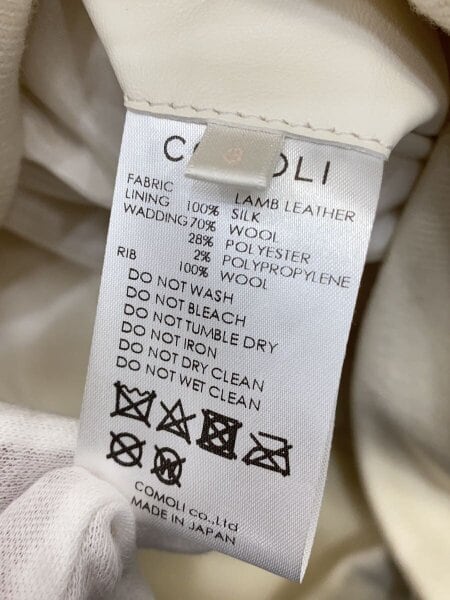 COMOLI
3
FABRIC LAMB LEATHER
LINING 100% SILK
WADDING 70% WOOL
28% POLYESTER
2% POLYPROPYLENE
RIB 100% WOOL
DO NOT WASH
DO NOT BLEACH
DO NOT TUMBLE DRY
DO NOT IRON
DO NOT DRY CLEAN
DO NOT WET CLEAN
COMOLI CO.,Ltd
MADE IN JAPAN